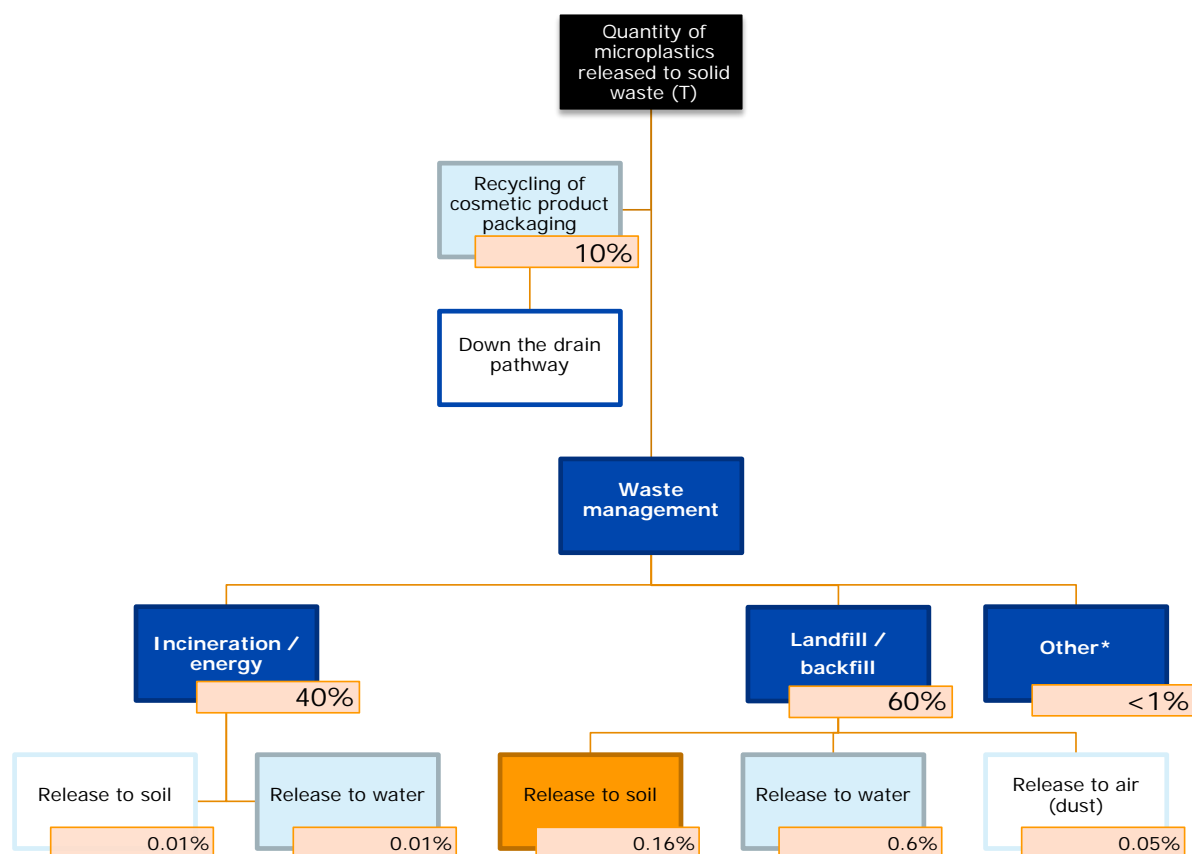 Quantity of
microplastics
released to solid
waste (T)
Recycling of
cosmetic product
packaging
10%
Down the drain
pathway
Waste
management
Incineration /
energy
40%
Landfill /
backfill
60%
Other*
<1%
Release to soil
0.01%
Release to water
0.01%
Release to soil
0.16%
Release to water
0.6%
Release to air
(dust)
0.05%